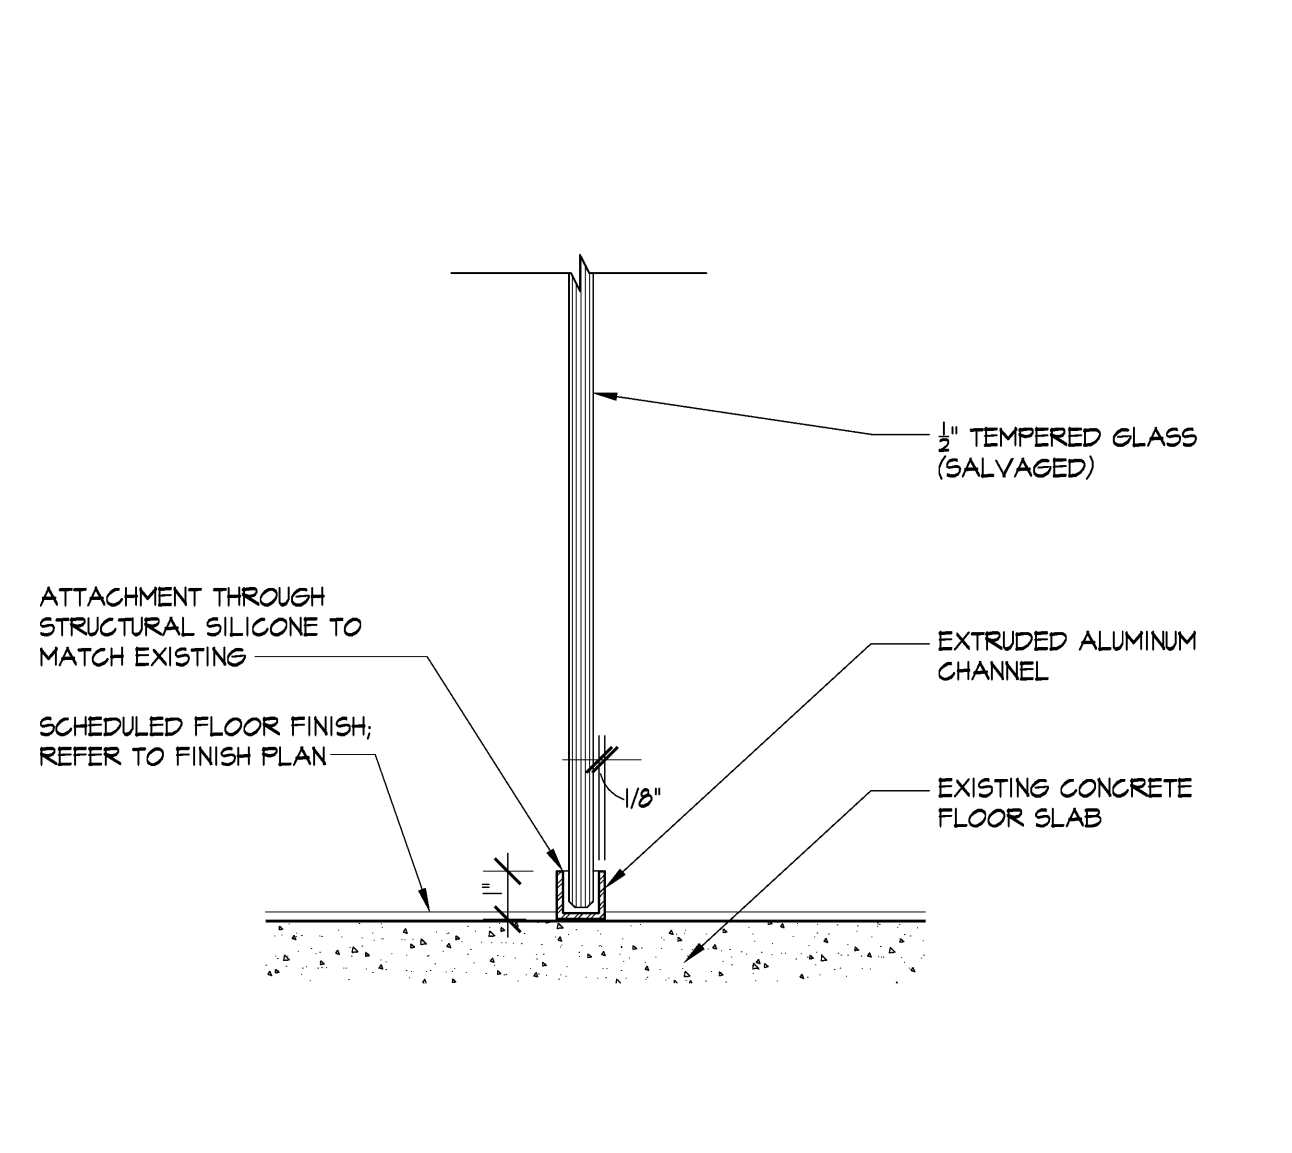 ½" TEMPERED GLASS
(SALVAGED)
ATTACHMENT THROUGH
STRUCTURAL SILICONE TO
MATCH EXISTING
EXTRUDED ALUMINUM
CHANNEL
SCHEDULED FLOOR FINISH;
REFER TO FINISH PLAN
EXISTING CONCRETE
FLOOR SLAB
1/8"
1"